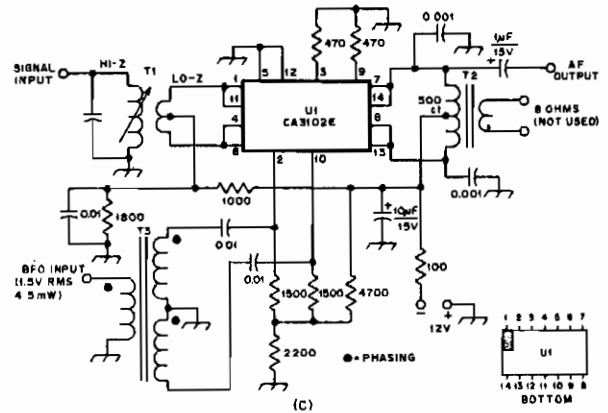 0.001
1µF
15V
+
AF
OUTPUT
470
470
HI-Z
T1
SIGNAL
INPUT
LO-Z
5
12
3
9
1
11
4
6
7
14
8
13
U1
CA3102E
2
10
500
ct
T2
8 OHMS
(NOT USED)
0.001
1000
+
10µF
15V
0.01
1800
T3
0.01
0.01
BFO INPUT
(1.5V RMS
4.5mW)
1500
1500
4700
100
2200
- +
12V
● = PHASING
1 2 3 4 5 6 7
U1
14 13 12 11 10 9 8
BOTTOM
(C)